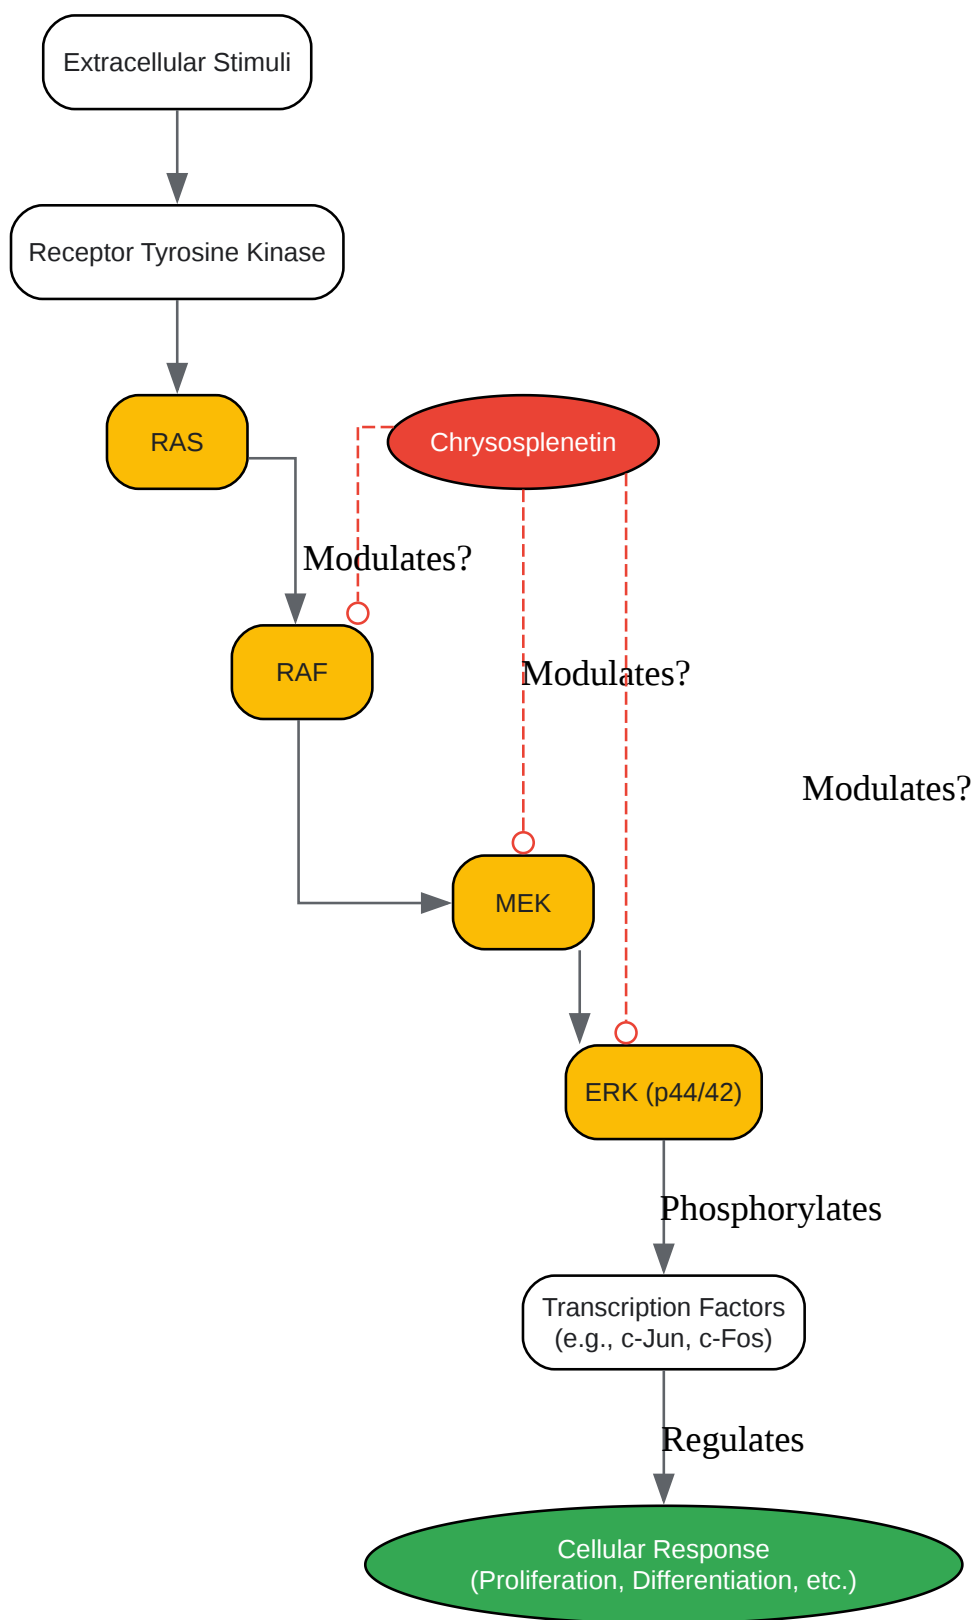 Extracellular Stimuli
Receptor Tyrosine Kinase
RAS
Chrysosplenetin
Modulates?
RAF
Modulates?
Modulates?
MEK
ERK (p44/42)
Phosphorylates
Transcription Factors
(e.g., c-Jun, c-Fos)
Regulates
Cellular Response
(Proliferation, Differentiation, etc.)